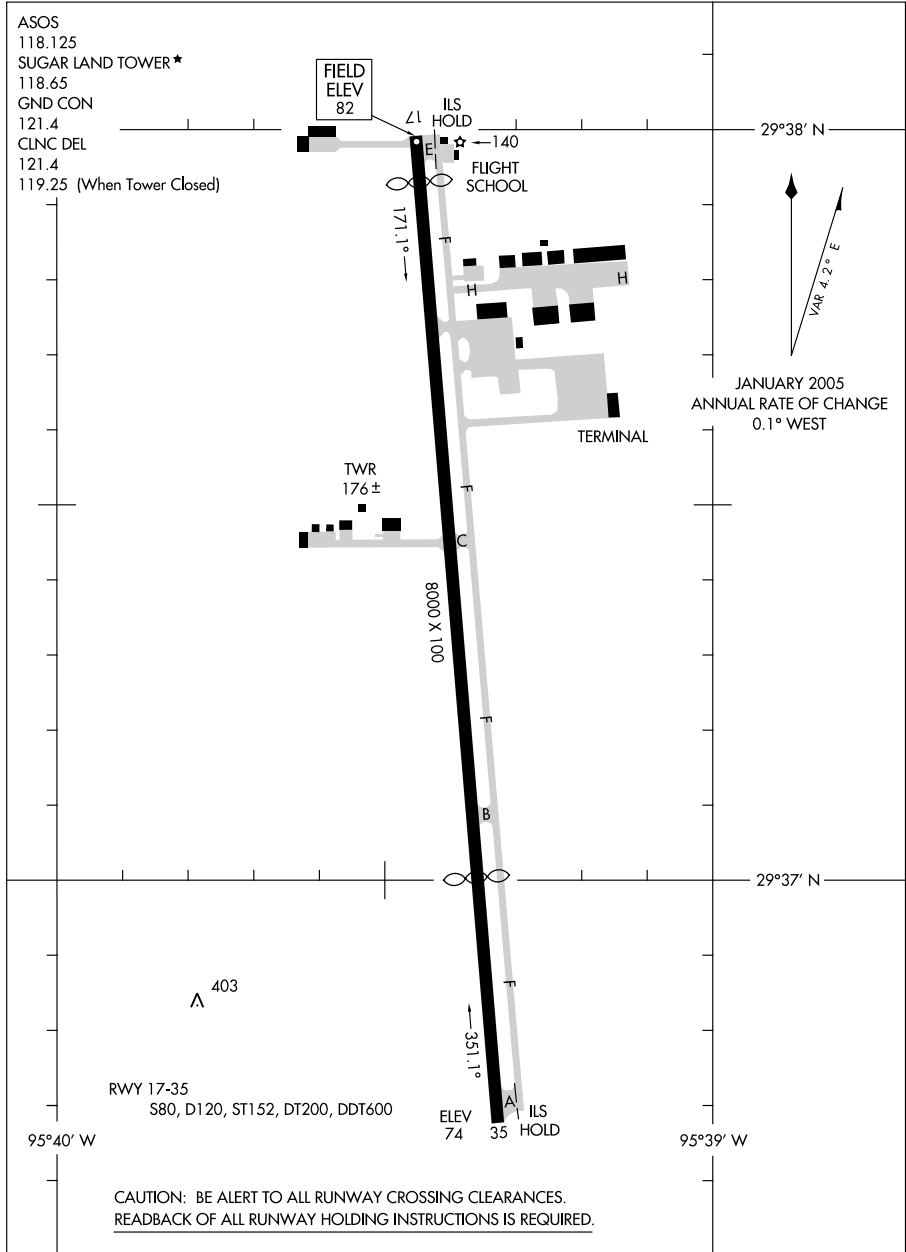 ASOS
118.125
SUGAR LAND TOWER★
118.65
GND CON
121.4
CLNC DEL
121.4
119.25 (When Tower Closed)
FIELD
ELEV
82
17
ILS
HOLD
140
29°38' N
E
FLIGHT
SCHOOL
171.1°
F
H
H
VAR 4.2° E
JANUARY 2005
ANNUAL RATE OF CHANGE
0.1° WEST
TERMINAL
TWR
176±
F
C
8000 X 100
F
B
29°37' N
403
F
351.1°
RWY 17-35
S80, D120, ST152, DT200, DDT600
A
ILS
HOLD
ELEV
74
35
95°40' W
95°39' W
CAUTION: BE ALERT TO ALL RUNWAY CROSSING CLEARANCES.
READBACK OF ALL RUNWAY HOLDING INSTRUCTIONS IS REQUIRED.